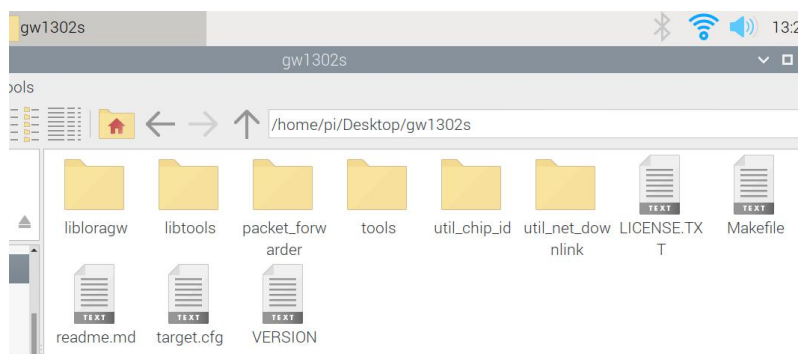 gw1302s
13:2
gw1302s
ools
/home/pi/Desktop/gw1302s
TEXT
TEXT
libloragw
libtools
packet_forw
arder
tools
util_chip_id
util_net_dow
nlink
LICENSE.TX
T
Makefile
TEXT
TEXT
TEXT
readme.md
target.cfg
VERSION